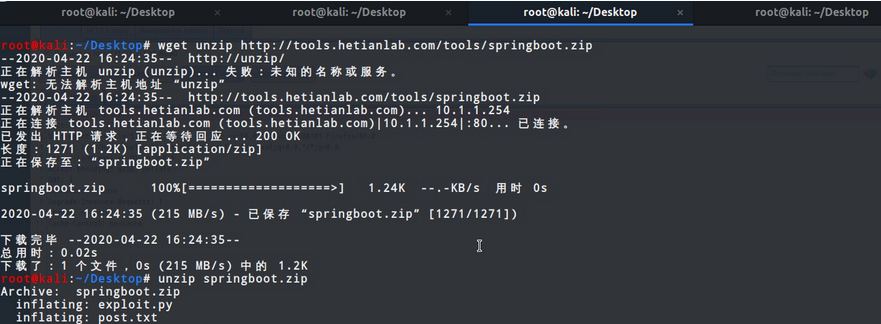 root@kali: ~/Desktop × root@kali: ~/Desktop × root@kali: ~/Desktop × root@kali: ~/Desktop
root@kali:~/Desktop# wget unzip http://tools.hetianlab.com/tools/springboot.zip
--2020-04-22 16:24:35--  http://unzip/
正在解析主机 unzip (unzip)... 失败：未知的名称或服务。
wget: 无法解析主机地址 “unzip”
--2020-04-22 16:24:35--  http://tools.hetianlab.com/tools/springboot.zip
正在解析主机 tools.hetianlab.com (tools.hetianlab.com)... 10.1.1.254
正在连接 tools.hetianlab.com (tools.hetianlab.com)|10.1.1.254|:80... 已连接。
已发出 HTTP 请求，正在等待回应... 200 OK
长度：1271 (1.2K) [application/zip]
正在保存至: “springboot.zip”
springboot.zip     100%[===================>]   1.24K  --.-KB/s  用时 0s
2020-04-22 16:24:35 (215 MB/s) - 已保存 “springboot.zip” [1271/1271])
下载完毕 --2020-04-22 16:24:35--
总用时：0.02s
下载了：1 个文件，0s (215 MB/s) 中的 1.2K
root@kali:~/Desktop# unzip springboot.zip
Archive:  springboot.zip
  inflating: exploit.py
  inflating: post.txt